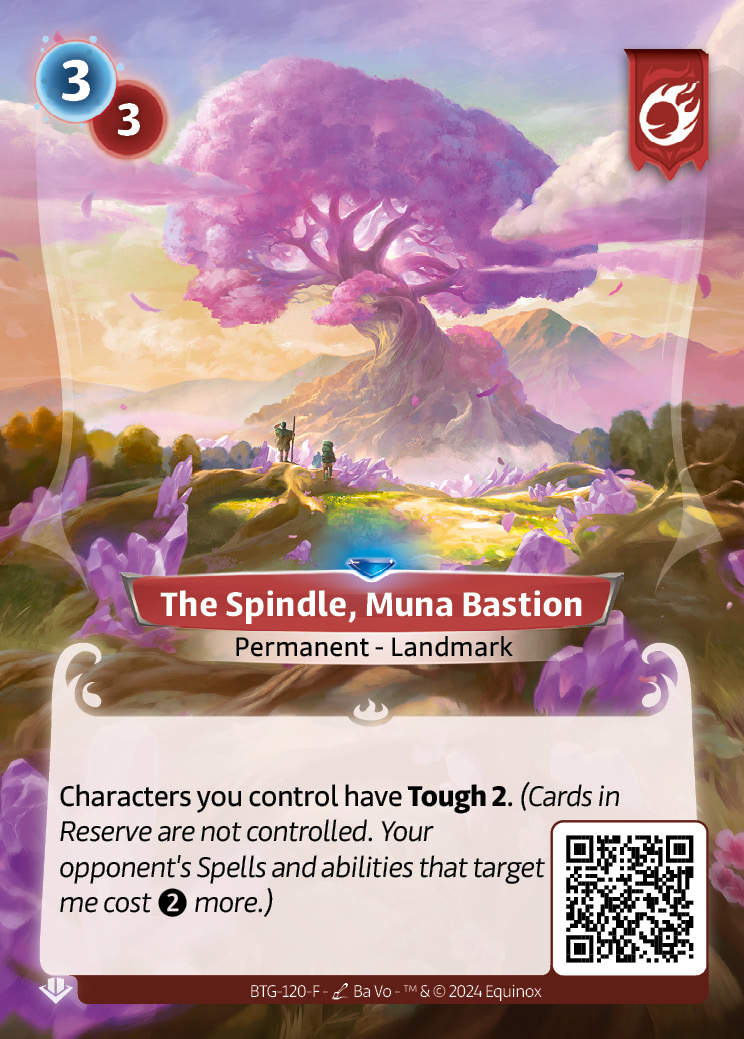 3
3
The Spindle, Muna Bastion
Permanent - Landmark
Characters you control have Tough 2. (Cards in
Reserve are not controlled. Your
opponent's Spells and abilities that target
me cost 2 more.)
BTG-120-F - Ba Vo - ™ & © 2024 Equinox